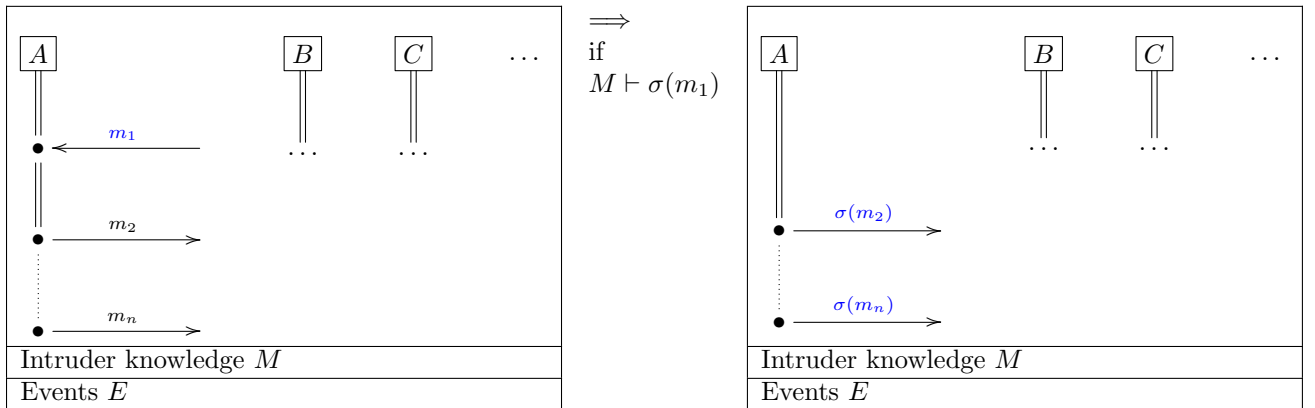 A B C …
m₁
… …
m₂
mₙ
Intruder knowledge M
Events E
⟹
if
M ⊢ σ(m₁)
A B C …
… …
σ(m₂)
σ(mₙ)
Intruder knowledge M
Events E